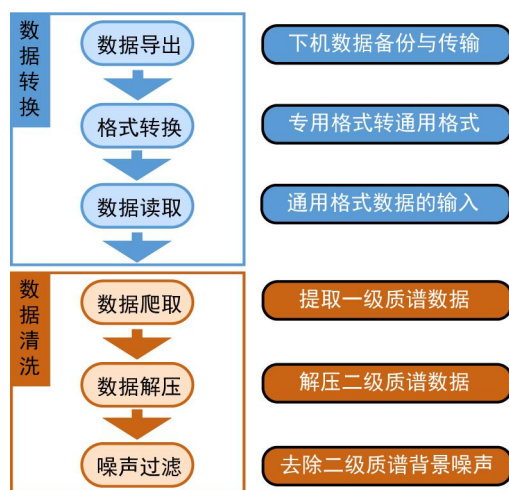 数据转换
数据导出
下机数据备份与传输
格式转换
专用格式转通用格式
数据读取
通用格式数据的输入
数据清洗
数据爬取
提取一级质谱数据
数据解压
解压二级质谱数据
噪声过滤
去除二级质谱背景噪声